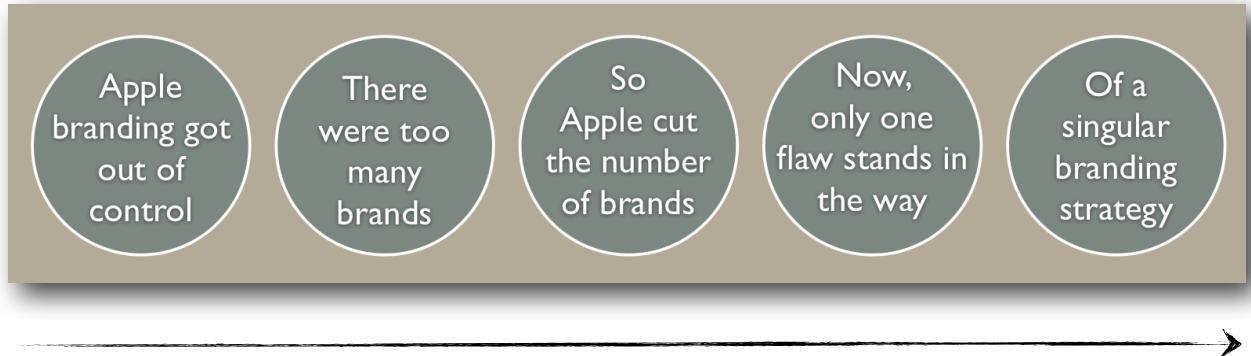 Apple
branding got
out of
control
There
were too
many
brands
So
Apple cut
the number
of brands
Now,
only one
flaw stands in
the way
Of a
singular
branding
strategy